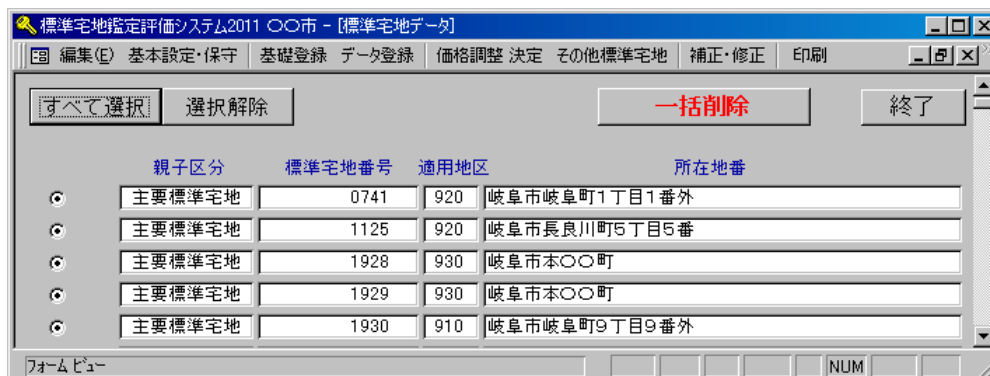 標準宅地鑑定評価システム2011 〇〇市 - [標準宅地データ]
編集(E) 基本設定・保守 基礎登録 データ登録 価格調整 決定 その他標準宅地 補正・修正 印刷
すべて選択 選択解除 一括削除 終了
親子区分 標準宅地番号 適用地区 所在地番
主要標準宅地 0741 920 岐阜市岐阜町1丁目1番外
主要標準宅地 1125 920 岐阜市長良川町5丁目5番
主要標準宅地 1928 930 岐阜市本〇〇町
主要標準宅地 1929 930 岐阜市本〇〇町
主要標準宅地 1930 910 岐阜市岐阜町9丁目9番外
フォーム ビュー NUM